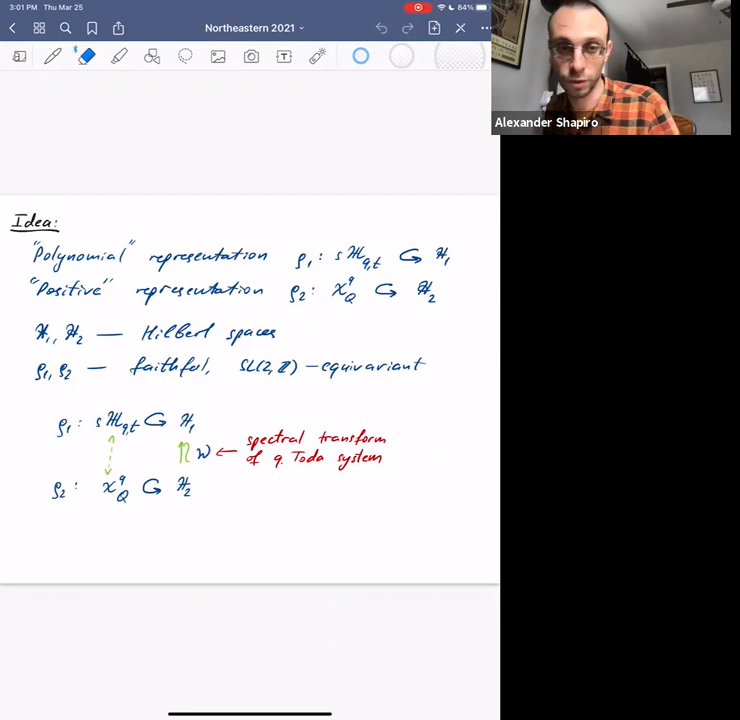 3:01 PM Thu Mar 25
84%
Northeastern 2021
Alexander Shapiro
Idea:
"Polynomial" representation ρ₁ : sℋ_{q,t} ↻ ℋ₁
"Positive" representation ρ₂ : χ_Q^q ↻ ℋ₂
ℋ₁, ℋ₂ — Hilbert spaces
ρ₁, ρ₂ — faithful, SL(2, ℤ) – equivariant
ρ₁ : sℋ_{q,t} ↻ ℋ₁
W ← spectral transform
of q. Toda system
ρ₂ : χ_Q^q ↻ ℋ₂